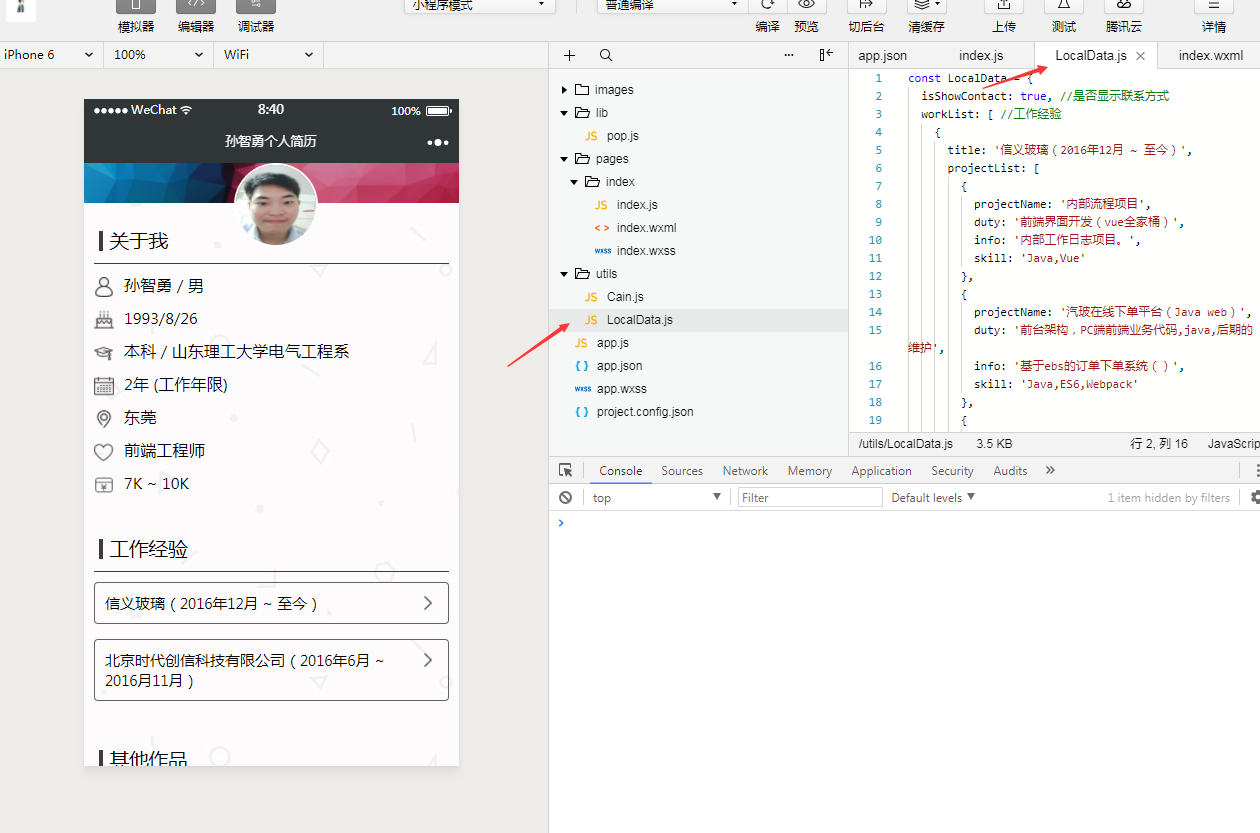 小程序模式
普通编译
模拟器 编辑器 调试器 编译 预览 切后台 清缓存 上传 测试 腾讯云 详情
iPhone 6 100% WiFi
WeChat 8:40 100%
孙智勇个人简历
关于我
孙智勇 / 男
1993/8/26
本科 / 山东理工大学电气工程系
2年 (工作年限)
东莞
前端工程师
7K ~ 10K
工作经验
信义玻璃（2016年12月 ~ 至今）
北京时代创信科技有限公司（2016年6月 ~
2016月11月）
其他作品
images
lib
JS pop.js
pages
index
JS index.js
< > index.wxml
wxss index.wxss
utils
JS Cain.js
JS LocalData.js
JS app.js
{ } app.json
wxss app.wxss
{ } project.config.json
app.json index.js LocalData.js index.wxml
1 const LocalData = {
2 isShowContact: true, //是否显示联系方式
3 workList: [ //工作经验
4 {
5 title: '信义玻璃（2016年12月 ~ 至今）',
6 projectList: [
7 {
8 projectName: '内部流程项目',
9 duty: '前端界面开发（vue全家桶）',
10 info: '内部工作日志项目。',
11 skill: 'Java,Vue'
12 },
13 {
14 projectName: '汽玻在线下单平台（Java web）',
15 duty: '前台架构，PC端前端业务代码,java,后期的
维护',
16 info: '基于ebs的订单下单系统（）',
17 skill: 'Java,ES6,Webpack'
18 },
19 {
/utils/LocalData.js 3.5 KB 行 2, 列 16 JavaScrip
Console Sources Network Memory Application Security Audits »
top Filter Default levels 1 item hidden by filters